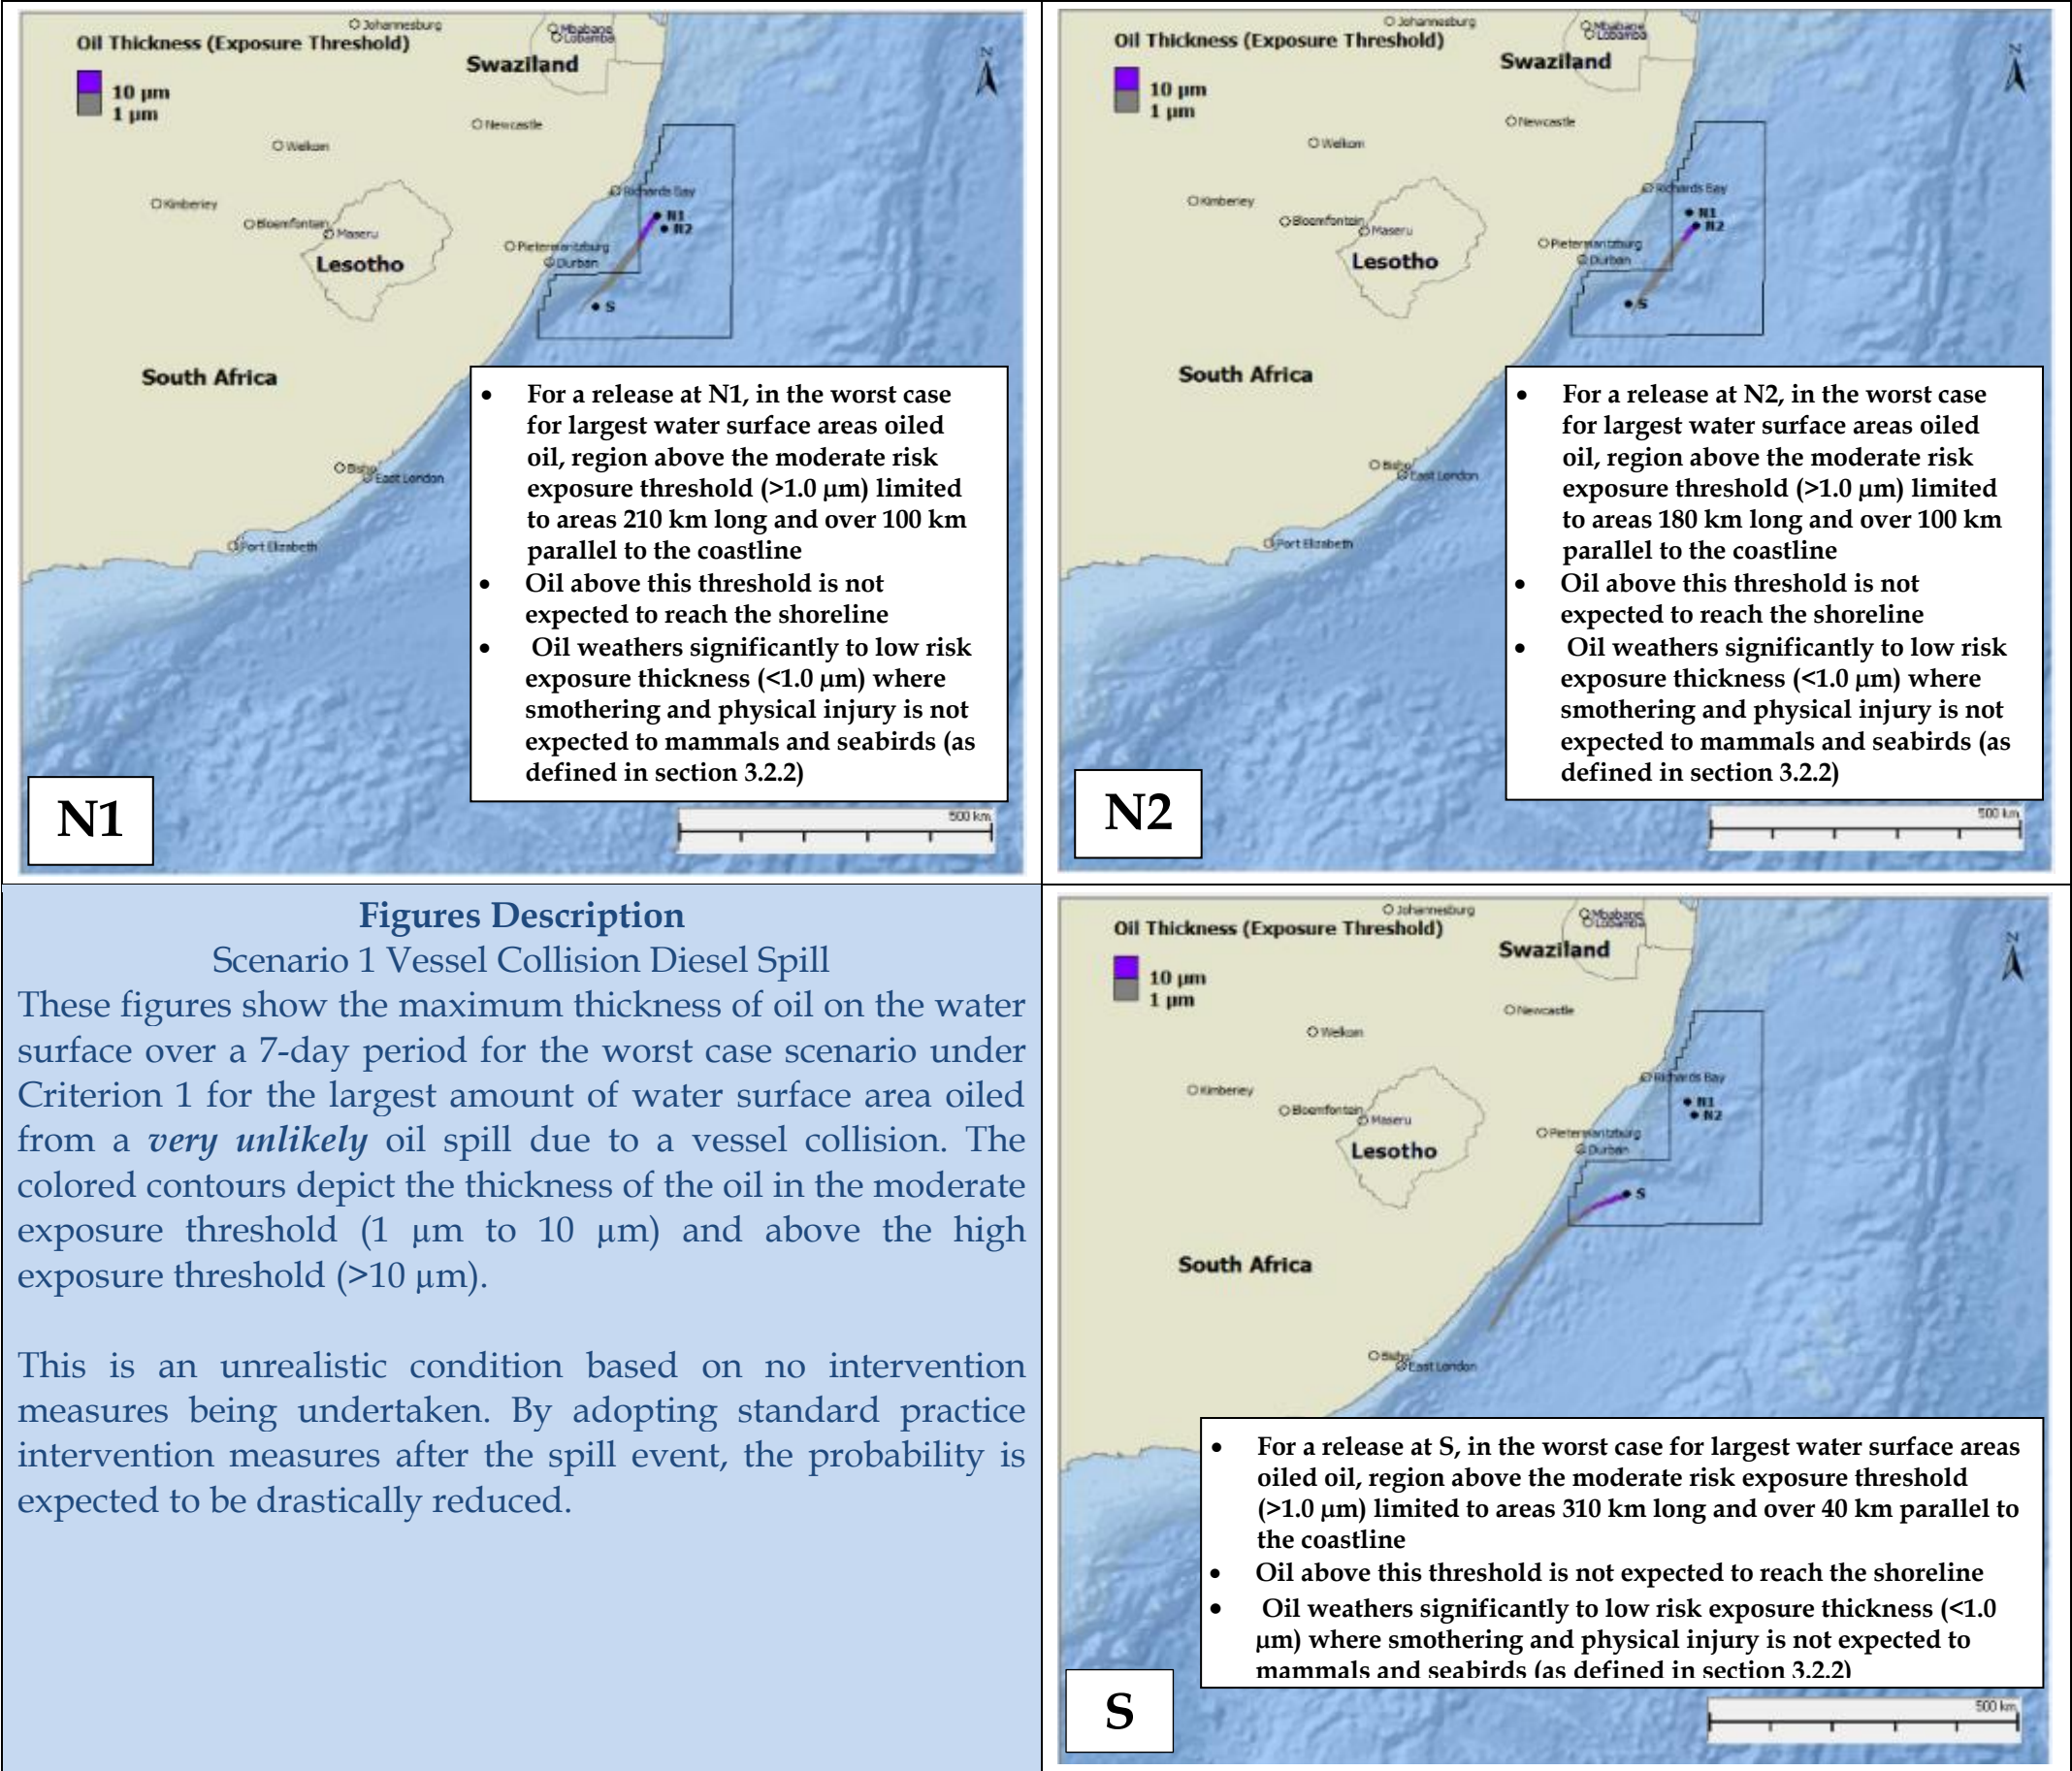 Johannesburg
Oil Thickness (Exposure Threshold)
Mbabane
Lobamba
Swaziland
N
10 µm
1 µm
Newcastle
Welkom
Richards Bay
Kimberley
N1
Bloemfontein
N2
Maseru
Pietermaritzburg
Lesotho
Durban
S
South Africa
• For a release at N1, in the worst case
for largest water surface areas oiled
oil, region above the moderate risk
exposure threshold (>1.0 µm) limited
to areas 210 km long and over 100 km
parallel to the coastline
• Oil above this threshold is not
expected to reach the shoreline
• Oil weathers significantly to low risk
exposure thickness (<1.0 µm) where
smothering and physical injury is not
expected to mammals and seabirds (as
defined in section 3.2.2)
Bisho
East London
Port Elizabeth
N1
500 km
Johannesburg
Oil Thickness (Exposure Threshold)
Mbabane
Lobamba
Swaziland
N
10 µm
1 µm
Newcastle
Welkom
Richards Bay
Kimberley
N1
Bloemfontein
N2
Maseru
Pietermaritzburg
Lesotho
Durban
S
South Africa
• For a release at N2, in the worst case
for largest water surface areas oiled
oil, region above the moderate risk
exposure threshold (>1.0 µm) limited
to areas 180 km long and over 100 km
parallel to the coastline
• Oil above this threshold is not
expected to reach the shoreline
• Oil weathers significantly to low risk
exposure thickness (<1.0 µm) where
smothering and physical injury is not
expected to mammals and seabirds (as
defined in section 3.2.2)
Bisho
East London
Port Elizabeth
N2
500 km
Figures Description
Scenario 1 Vessel Collision Diesel Spill
These figures show the maximum thickness of oil on the water
surface over a 7-day period for the worst case scenario under
Criterion 1 for the largest amount of water surface area oiled
from a very unlikely oil spill due to a vessel collision. The
colored contours depict the thickness of the oil in the moderate
exposure threshold (1 µm to 10 µm) and above the high
exposure threshold (>10 µm).
This is an unrealistic condition based on no intervention
measures being undertaken. By adopting standard practice
intervention measures after the spill event, the probability is
expected to be drastically reduced.
Johannesburg
Oil Thickness (Exposure Threshold)
Mbabane
Lobamba
Swaziland
N
10 µm
1 µm
Newcastle
Welkom
Richards Bay
Kimberley
N1
Bloemfontein
N2
Maseru
Pietermaritzburg
Lesotho
Durban
S
South Africa
Bisho
East London
• For a release at S, in the worst case for largest water surface areas
oiled oil, region above the moderate risk exposure threshold
(>1.0 µm) limited to areas 310 km long and over 40 km parallel to
the coastline
• Oil above this threshold is not expected to reach the shoreline
• Oil weathers significantly to low risk exposure thickness (<1.0
µm) where smothering and physical injury is not expected to
mammals and seabirds (as defined in section 3.2.2)
S
500 km